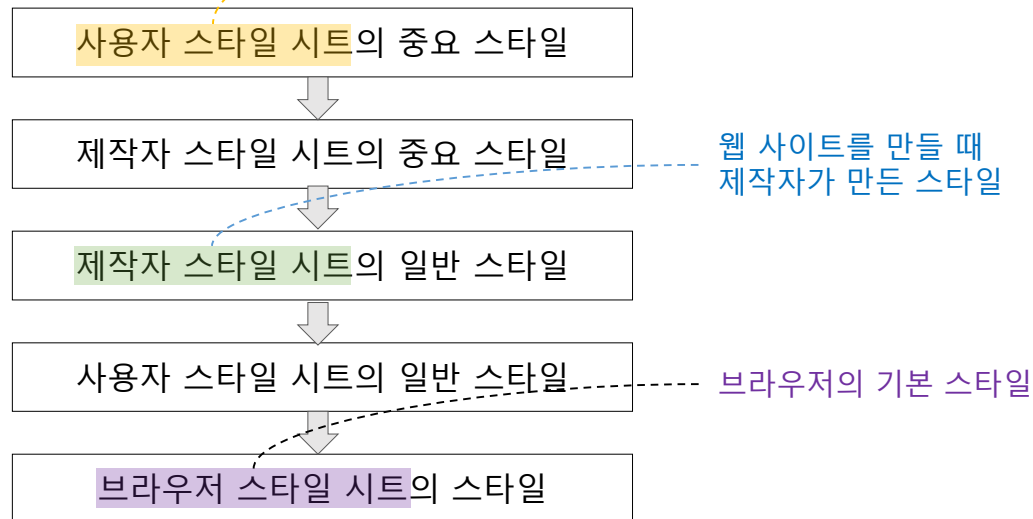 사용자 스타일 시트의 중요 스타일
제작자 스타일 시트의 중요 스타일
웹 사이트를 만들 때
제작자가 만든 스타일
제작자 스타일 시트의 일반 스타일
사용자 스타일 시트의 일반 스타일
브라우저의 기본 스타일
브라우저 스타일 시트의 스타일